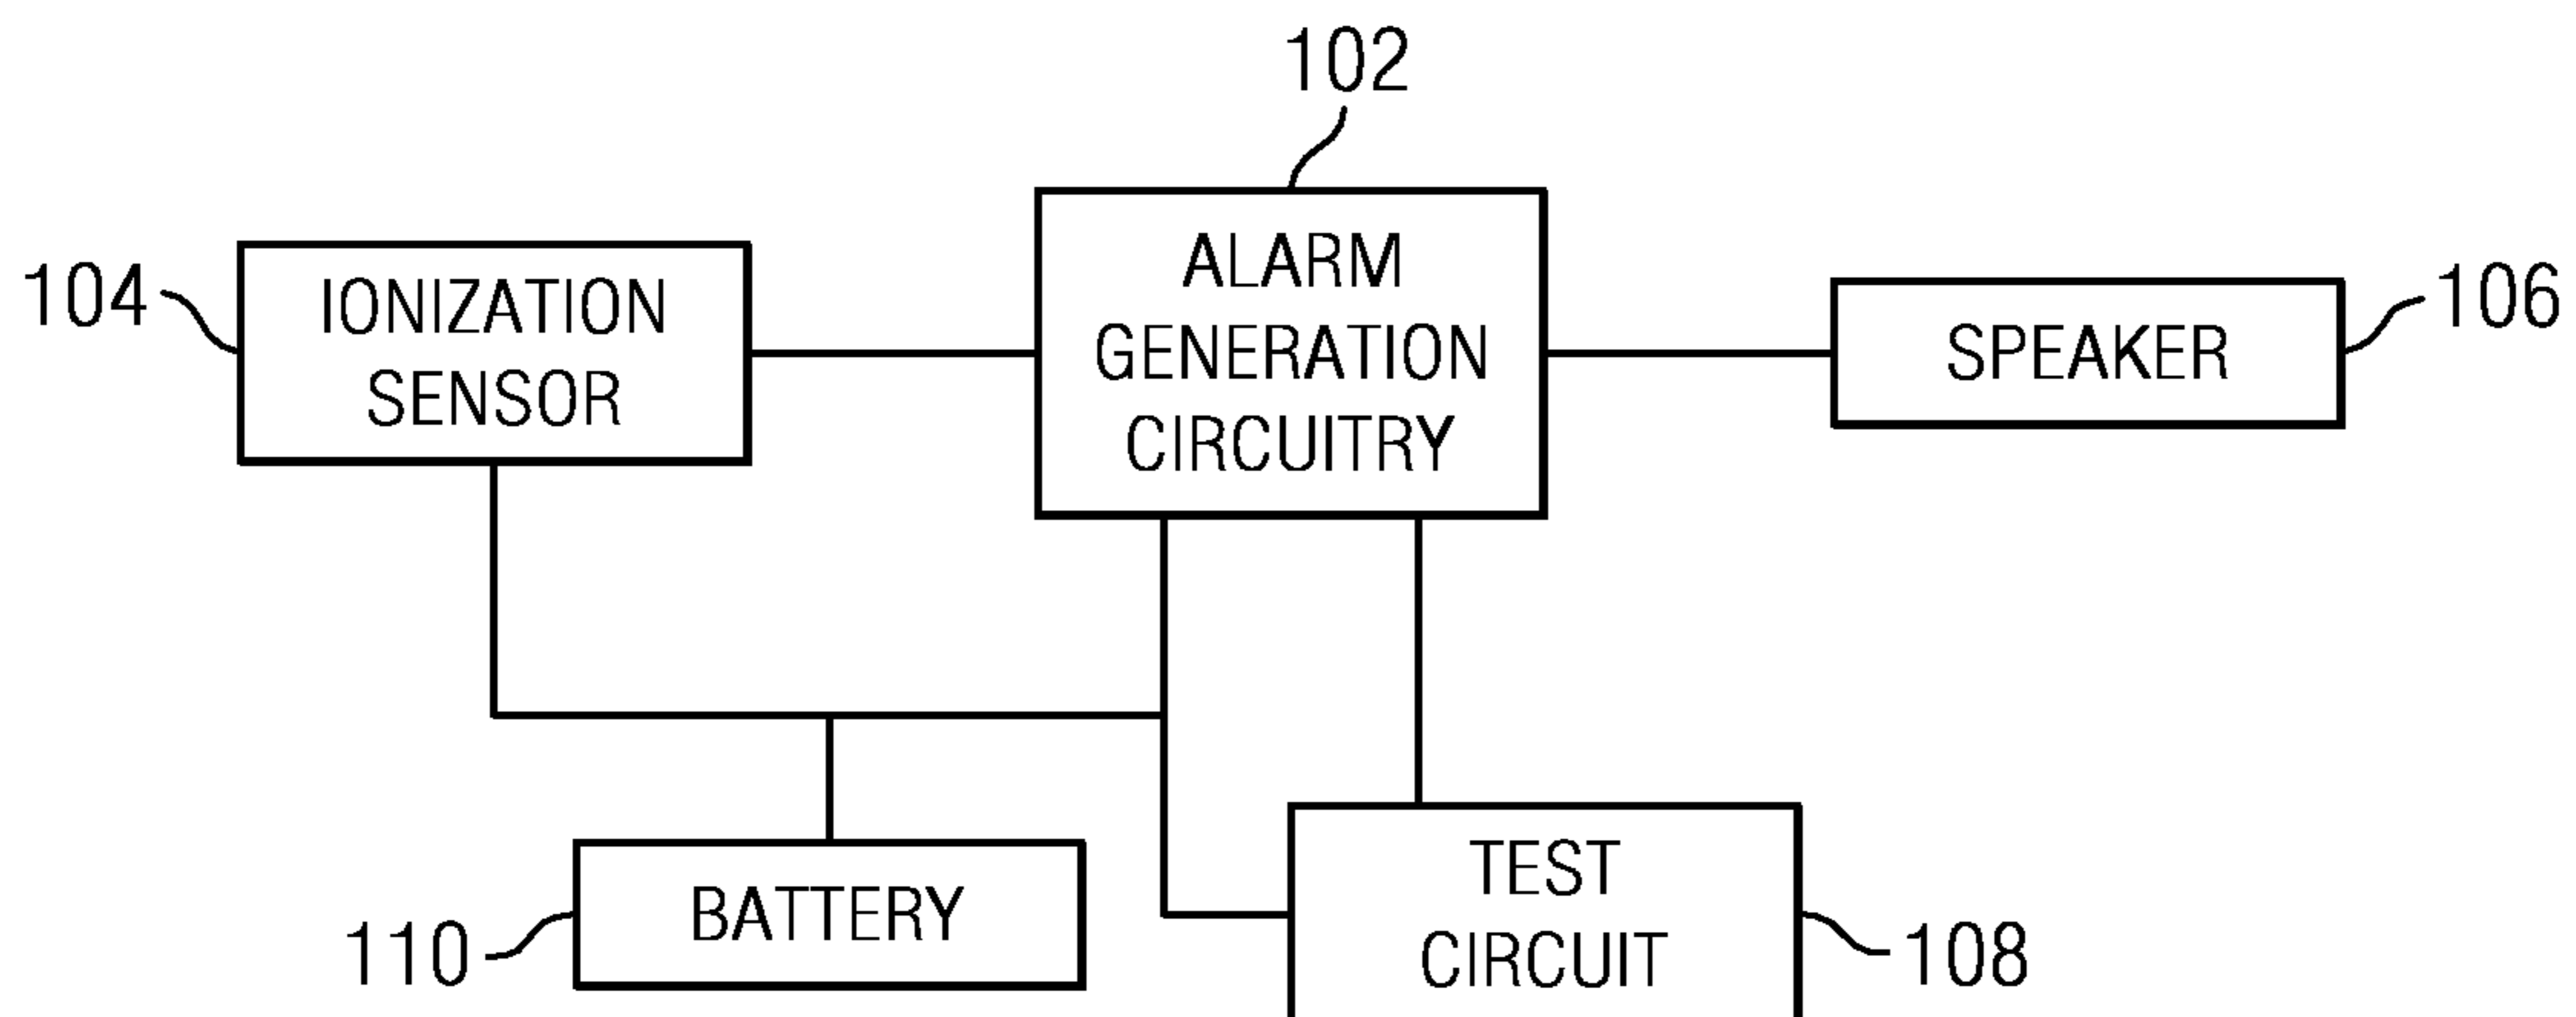 102
ALARM
GENERATION
CIRCUITRY
104
IONIZATION
SENSOR
SPEAKER
106
BATTERY
110
TEST
CIRCUIT
108